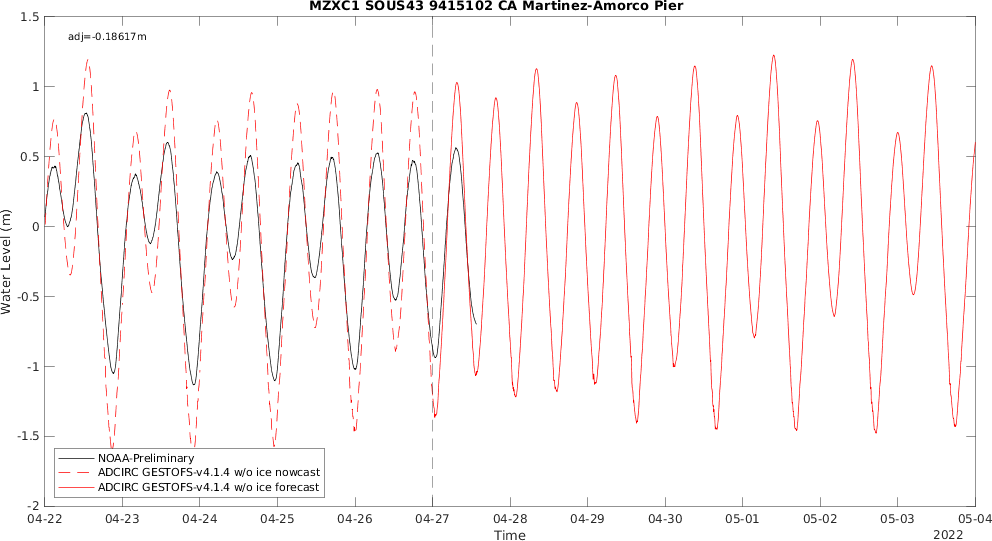 MZXC1 SOUS43 9415102 CA Martinez-Amorco Pier
1.5
adj=-0.18617m
1
0.5
0
-0.5
-1
-1.5
-2
Water Level (m)
NOAA-Preliminary
ADCIRC GESTOFS-v4.1.4 w/o ice nowcast
ADCIRC GESTOFS-v4.1.4 w/o ice forecast
04-22 04-23 04-24 04-25 04-26 04-27 04-28 04-29 04-30 05-01 05-02 05-03 05-04
Time
2022